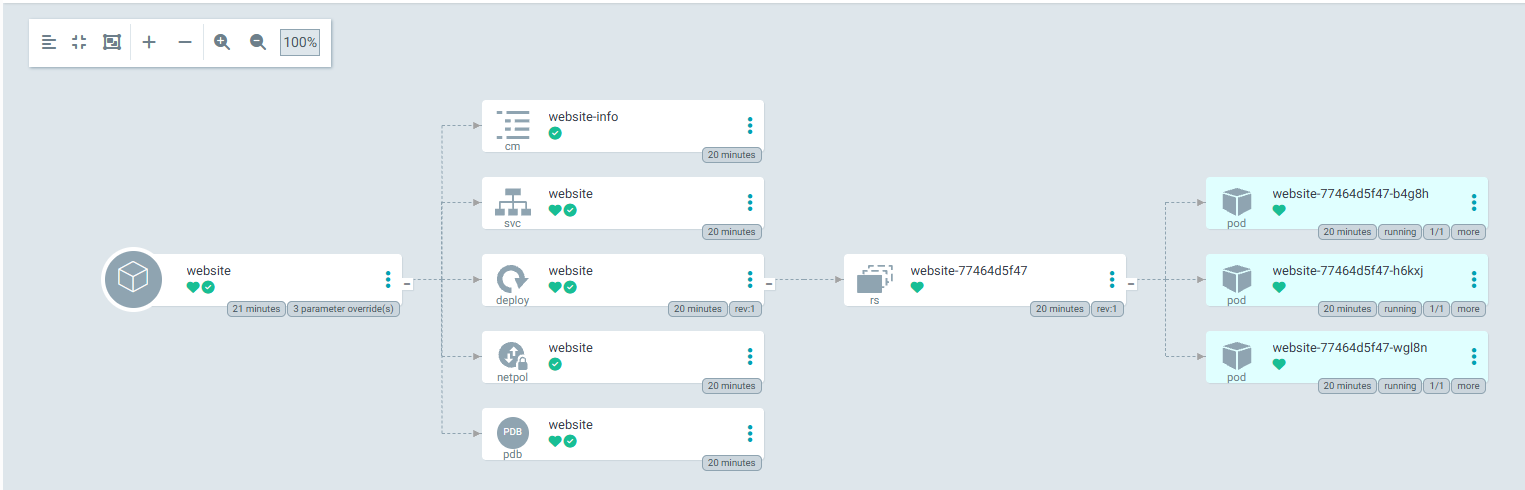 100%
website
21 minutes
3 parameter override(s)
website-info
cm
20 minutes
website
svc
20 minutes
website
deploy
20 minutes
rev:1
website
netpol
20 minutes
PDB
website
pdb
20 minutes
website-77464d5f47
rs
20 minutes
rev:1
website-77464d5f47-b4g8h
pod
20 minutes
running
1/1
more
website-77464d5f47-h6kxj
pod
20 minutes
running
1/1
more
website-77464d5f47-wgl8n
pod
20 minutes
running
1/1
more